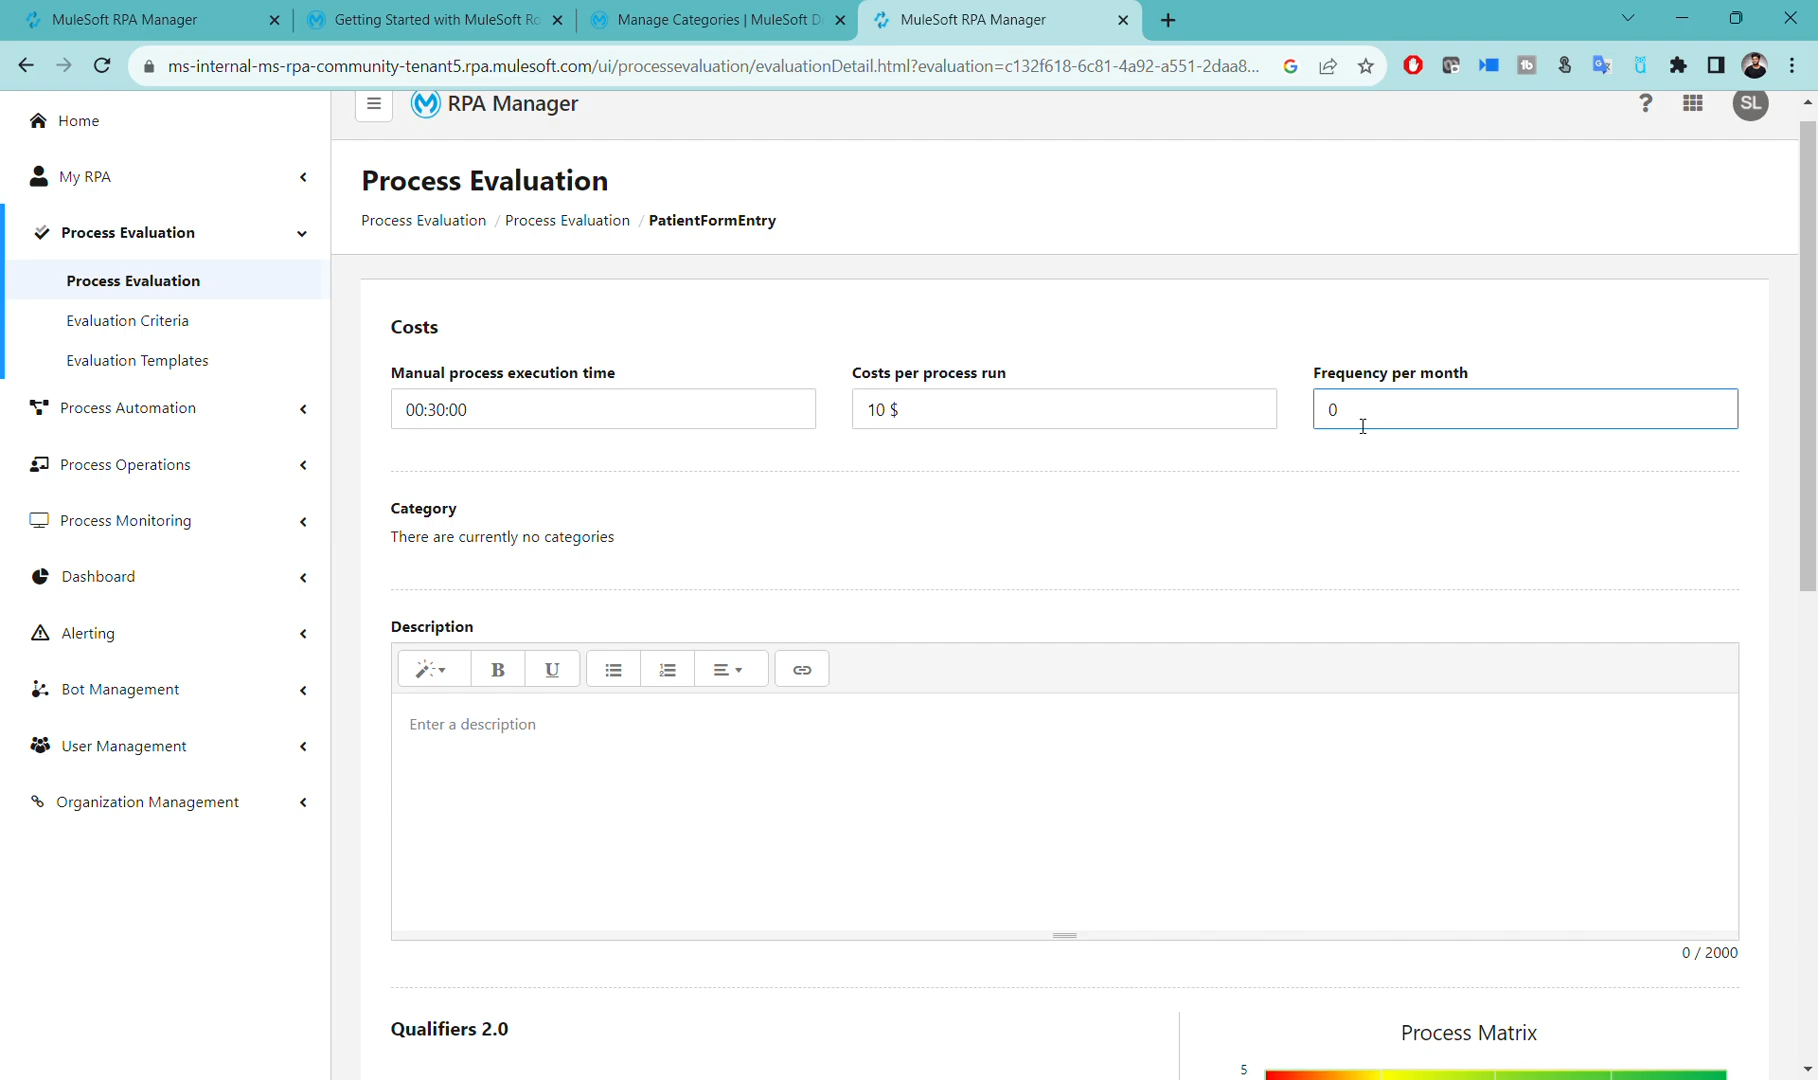 MuleSoft RPA Manager
Getting Started with MuleSoft Ro
Manage Categories | MuleSoft D
MuleSoft RPA Manager
ms-internal-ms-rpa-community-tenant5.rpa.mulesoft.com/ui/processevaluation/evaluationDetail.html?evaluation=c132f618-6c81-4a92-a551-2daa8...
Home
My RPA
Process Evaluation
Process Evaluation
Evaluation Criteria
Evaluation Templates
Process Automation
Process Operations
Process Monitoring
Dashboard
Alerting
Bot Management
User Management
Organization Management
RPA Manager
? SL
Process Evaluation
Process Evaluation / Process Evaluation / PatientFormEntry
Costs
Manual process execution time
00:30:00
Costs per process run
10 $
Frequency per month
0
Category
There are currently no categories
Description
B U
Enter a description
0 / 2000
Qualifiers 2.0
Process Matrix
5